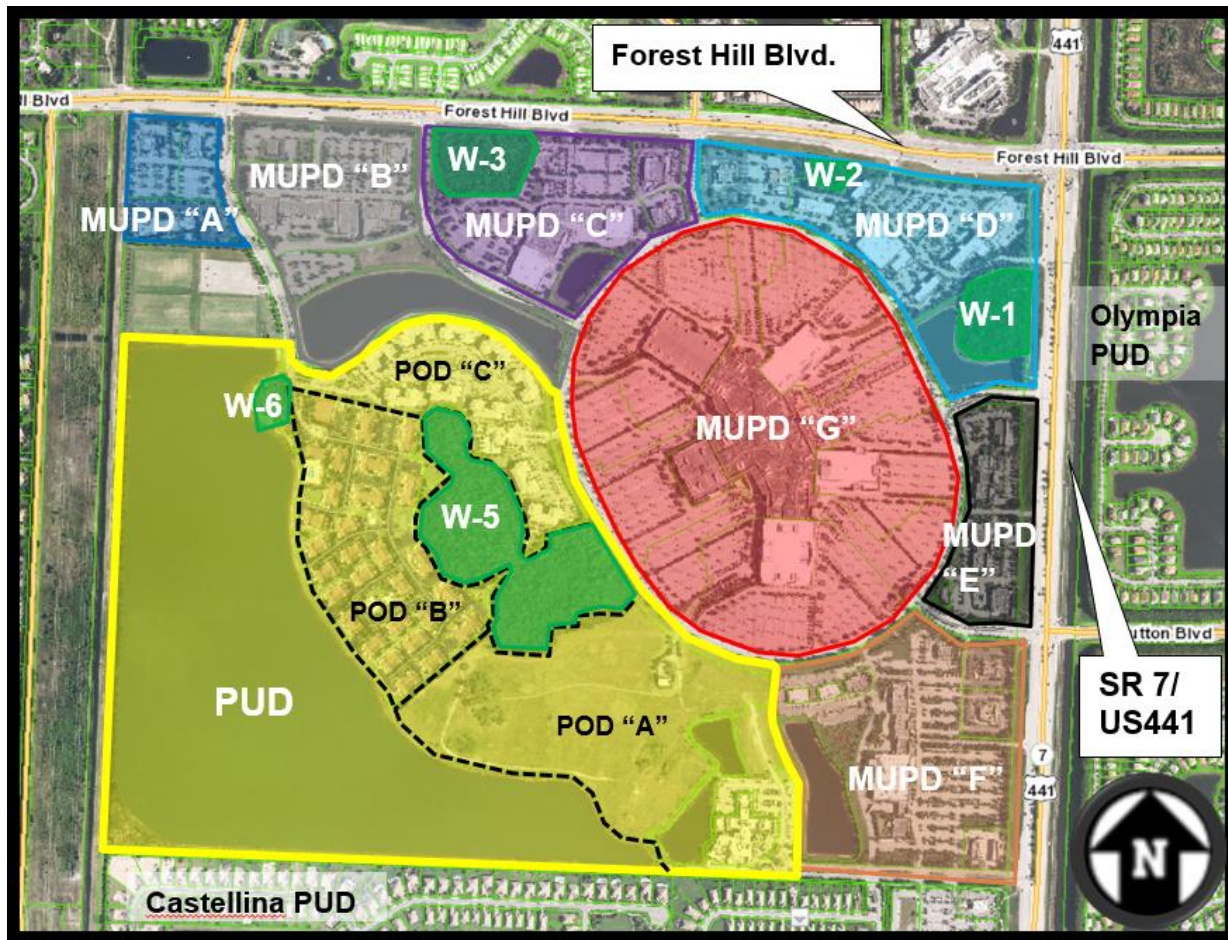 Forest Hill Blvd.
441
ll Blvd
Forest Hill Blvd
Forest Hill Blvd
W-3
W-2
MUPD “B”
MUPD “A”
MUPD “C”
MUPD “D”
W-1
Olympia
PUD
POD “C”
W-6
MUPD “G”
W-5
MUPD
“E”
POD “B”
utton Blvd
PUD
POD “A”
SR 7/
US441
7
MUPD “F”
441
N
Castellina PUD